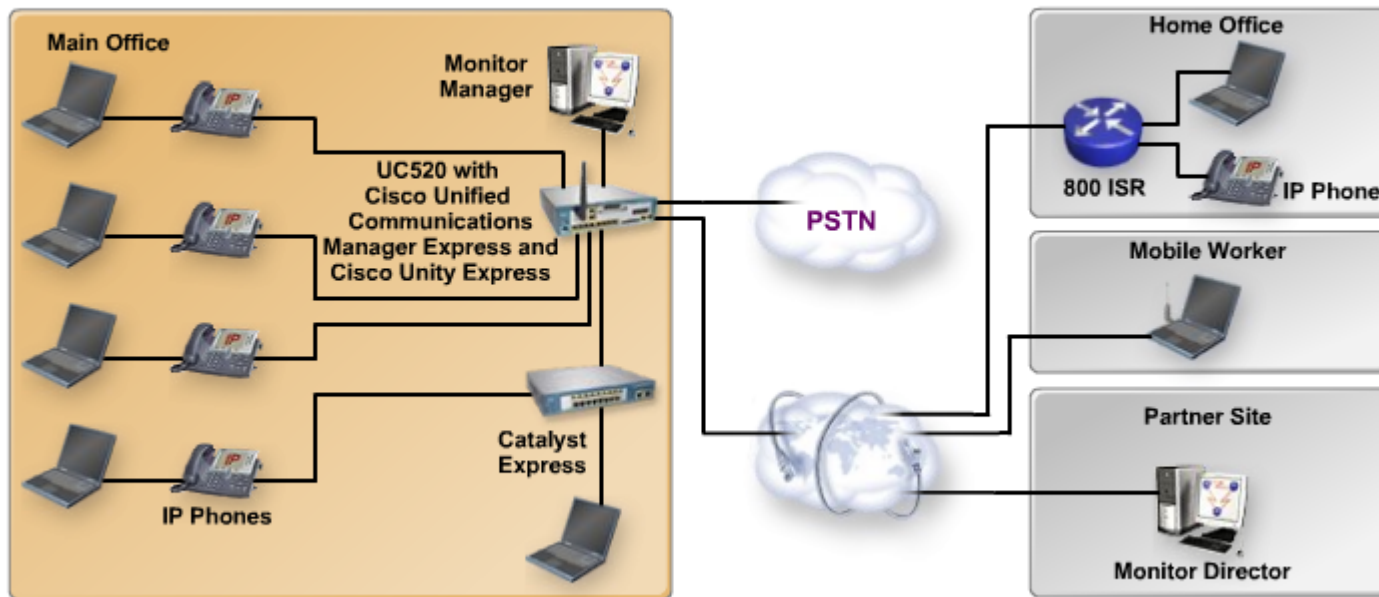 Main Office
Monitor
Manager
UC520 with
Cisco Unified
Communications
Manager Express and
Cisco Unity Express
IP
IP
IP
IP
IP Phones
Catalyst
Express
PSTN
Home Office
800 ISR
IP
IP Phone
Mobile Worker
Partner Site
Monitor Director